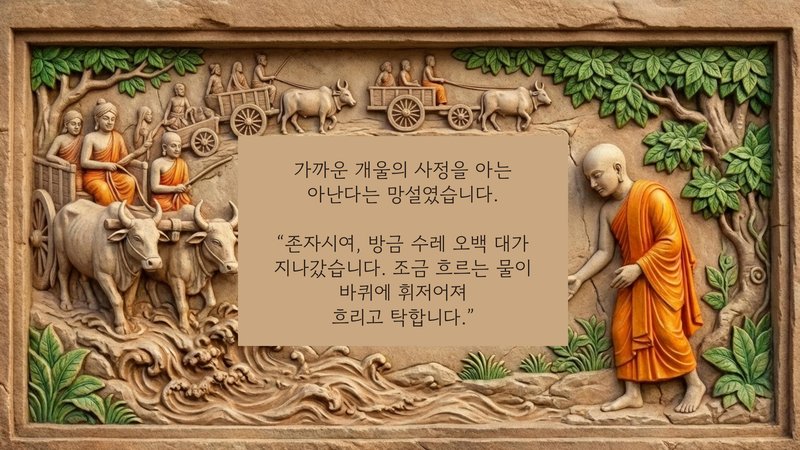 가까운 개울의 사정을 아는
아난다는 망설였습니다.
“존자시여, 방금 수레 오백 대가
지나갔습니다. 조금 흐르는 물이
바퀴에 휘저어져
흐리고 탁합니다.”